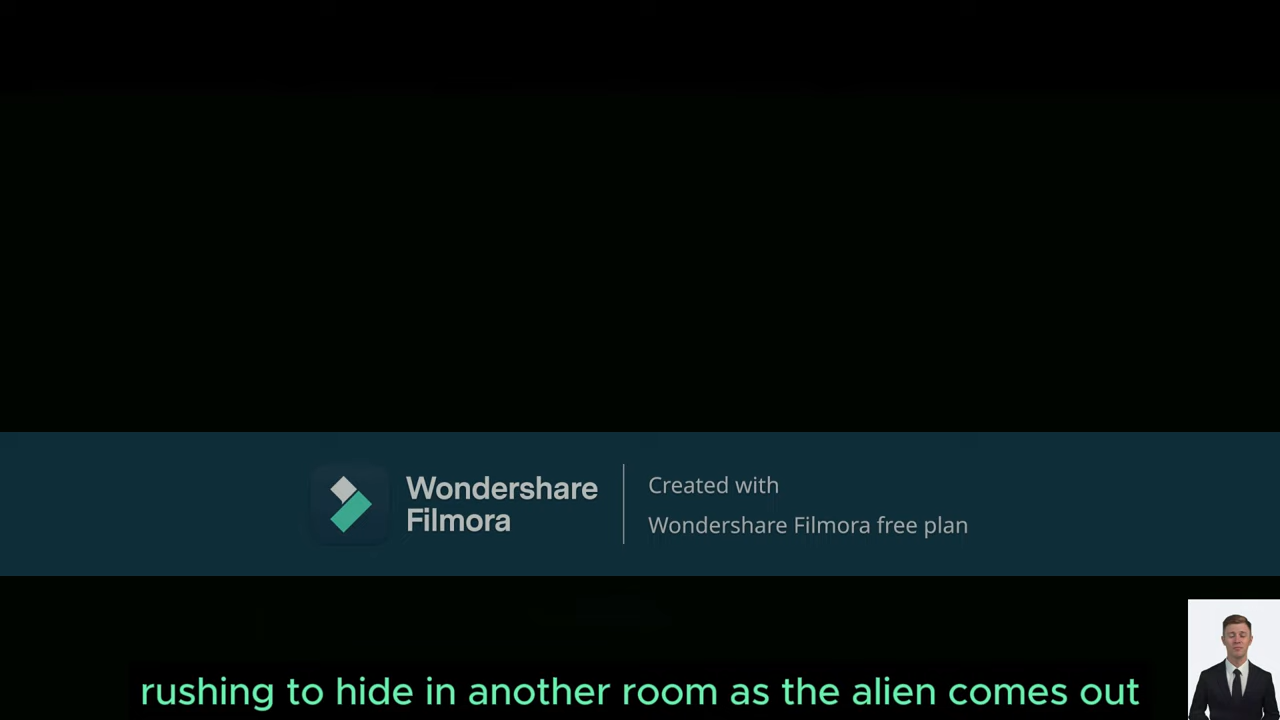 Wondershare
Filmora
Created with
Wondershare Filmora free plan
rushing to hide in another room as the alien comes out